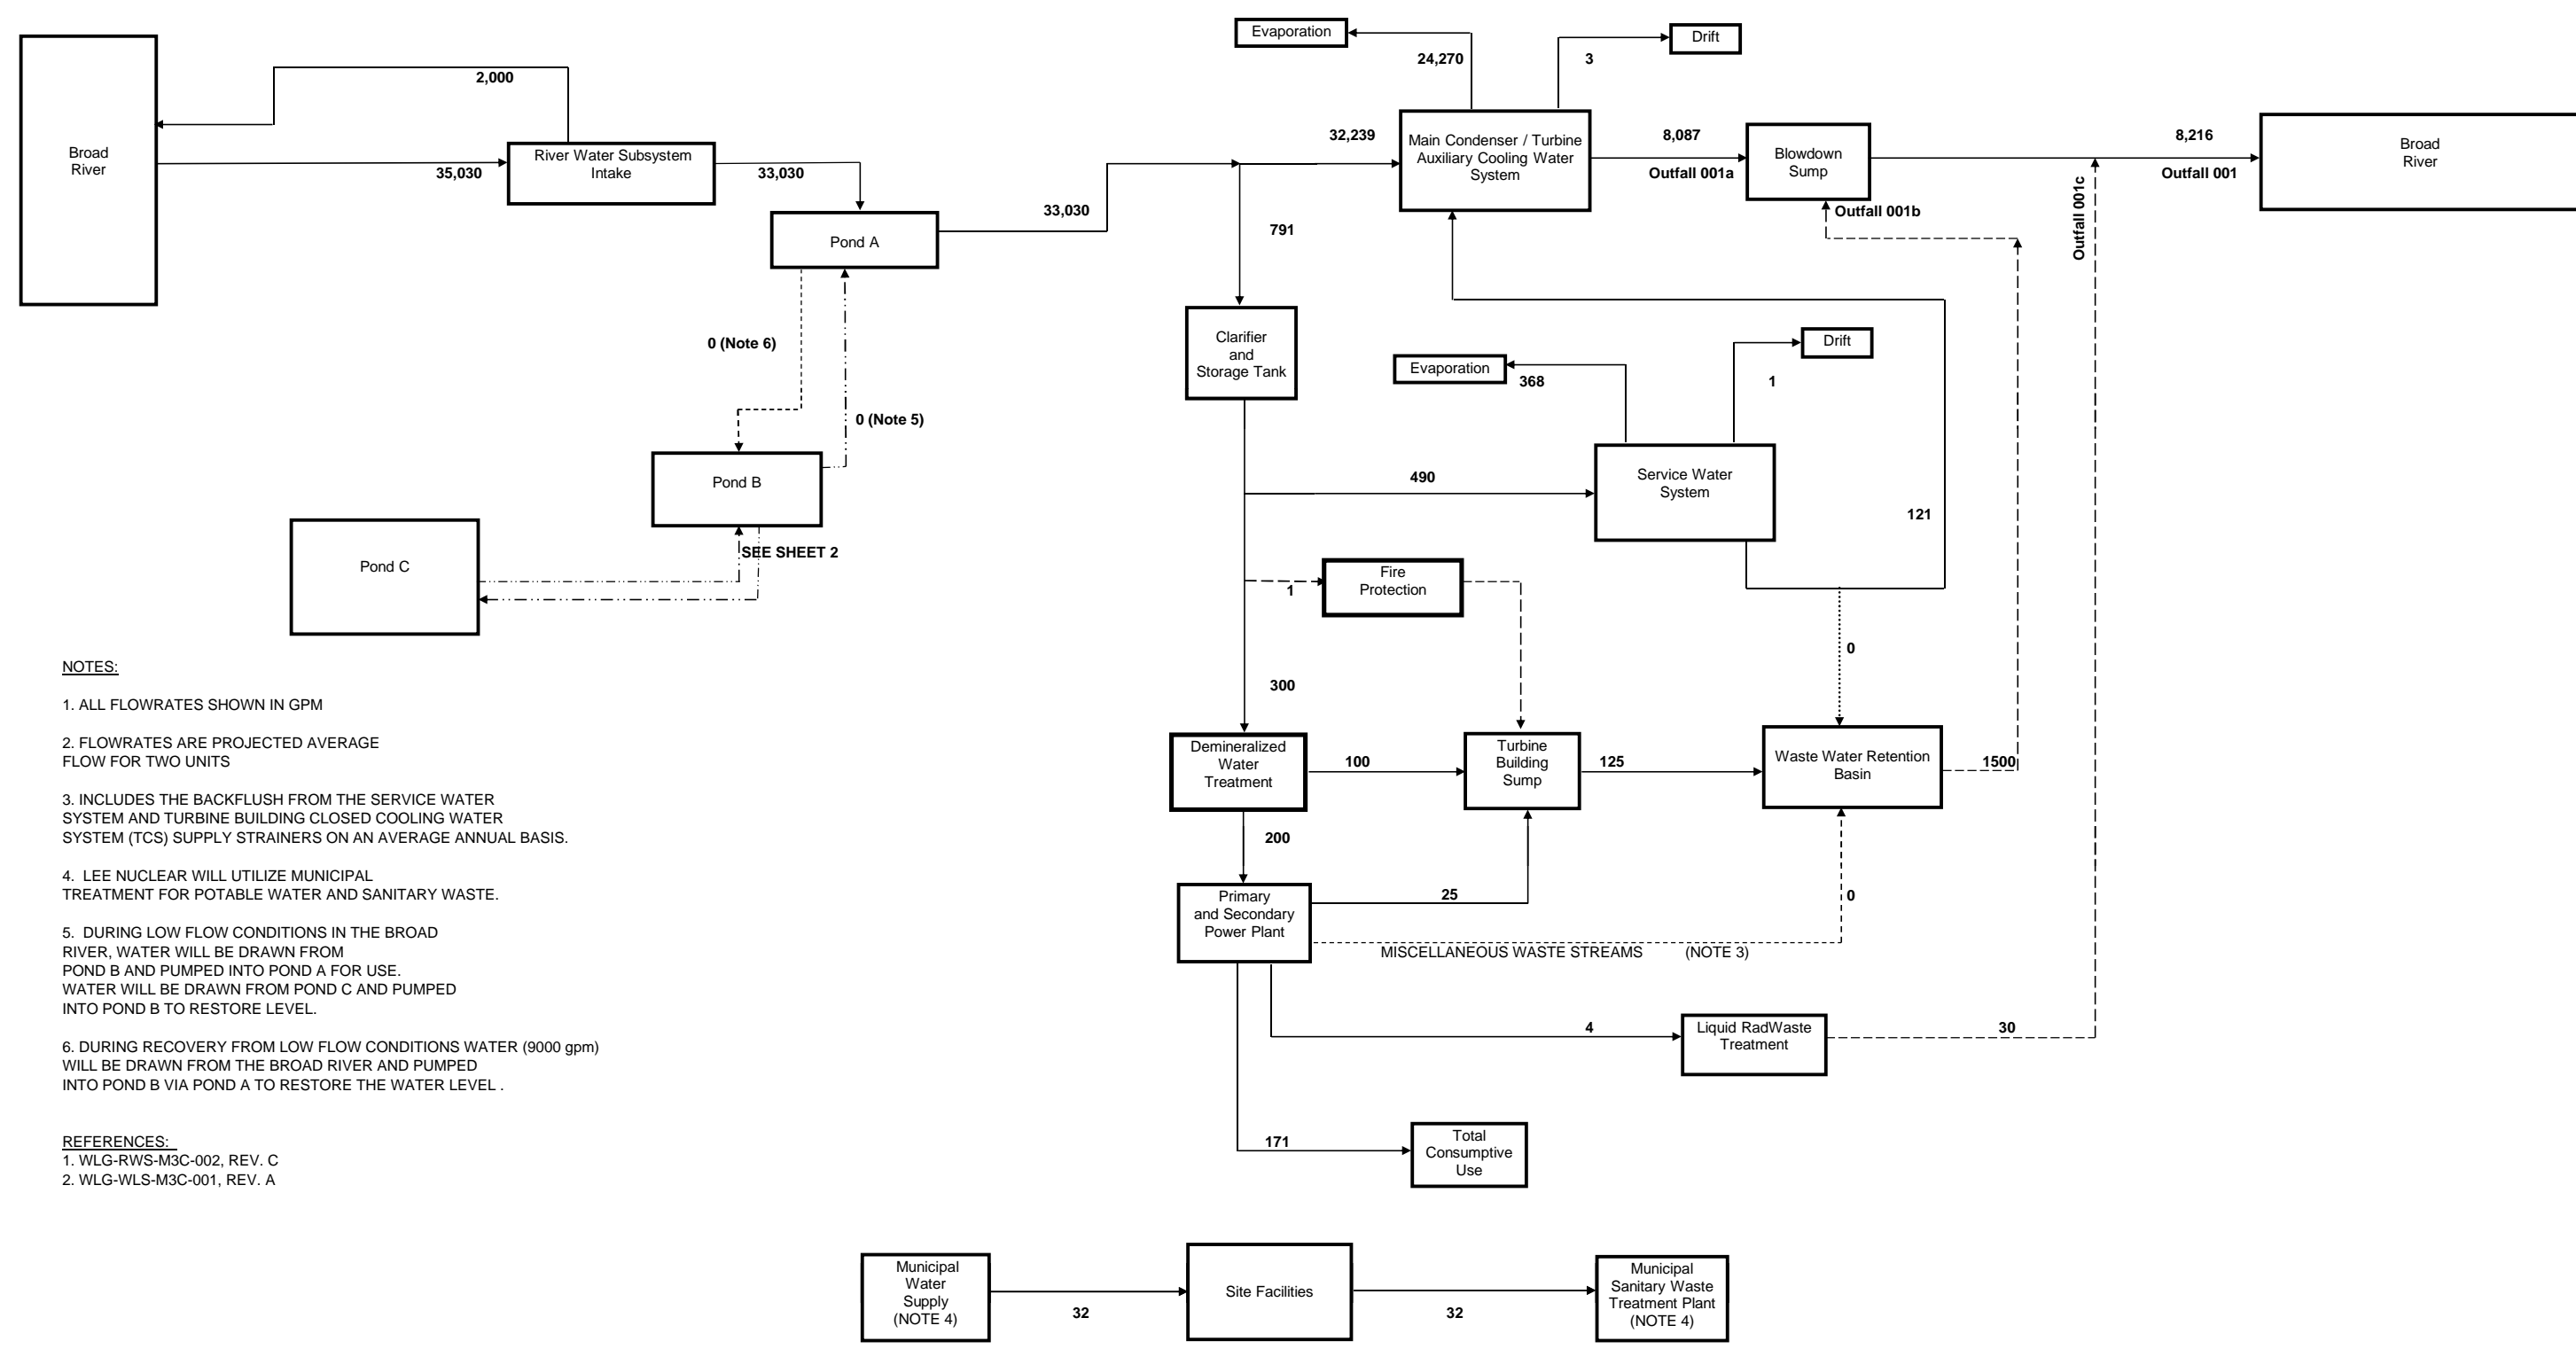 Evaporation
Drift
24,270
3
2,000
Broad
River
35,030
River Water Subsystem
Intake
33,030
Pond A
33,030
32,239
Main Condenser / Turbine
Auxiliary Cooling Water
System
8,087
Outfall 001a
Blowdown
Sump
Outfall 001b
Outfall 001c
8,216
Outfall 001
Broad
River
791
Clarifier
and
Storage Tank
0 (Note 6)
0 (Note 5)
Pond B
SEE SHEET 2
Pond C
Evaporation
368
Drift
1
490
Service Water
System
121
1
Fire
Protection
0
300
Demineralized
Water
Treatment
100
Turbine
Building
Sump
125
Waste Water Retention
Basin
1500
200
Primary
and Secondary
Power Plant
25
0
MISCELLANEOUS WASTE STREAMS (NOTE 3)
4
Liquid RadWaste
Treatment
30
171
Total
Consumptive
Use
NOTES:
1. ALL FLOWRATES SHOWN IN GPM
2. FLOWRATES ARE PROJECTED AVERAGE
FLOW FOR TWO UNITS
3. INCLUDES THE BACKFLUSH FROM THE SERVICE WATER
SYSTEM AND TURBINE BUILDING CLOSED COOLING WATER
SYSTEM (TCS) SUPPLY STRAINERS ON AN AVERAGE ANNUAL BASIS.
4. LEE NUCLEAR WILL UTILIZE MUNICIPAL
TREATMENT FOR POTABLE WATER AND SANITARY WASTE.
5. DURING LOW FLOW CONDITIONS IN THE BROAD
RIVER, WATER WILL BE DRAWN FROM
POND B AND PUMPED INTO POND A FOR USE.
WATER WILL BE DRAWN FROM POND C AND PUMPED
INTO POND B TO RESTORE LEVEL.
6. DURING RECOVERY FROM LOW FLOW CONDITIONS WATER (9000 gpm)
WILL BE DRAWN FROM THE BROAD RIVER AND PUMPED
INTO POND B VIA POND A TO RESTORE THE WATER LEVEL .
REFERENCES:
1. WLG-RWS-M3C-002, REV. C
2. WLG-WLS-M3C-001, REV. A
Municipal
Water
Supply
(NOTE 4)
32
Site Facilities
32
Municipal
Sanitary Waste
Treatment Plant
(NOTE 4)